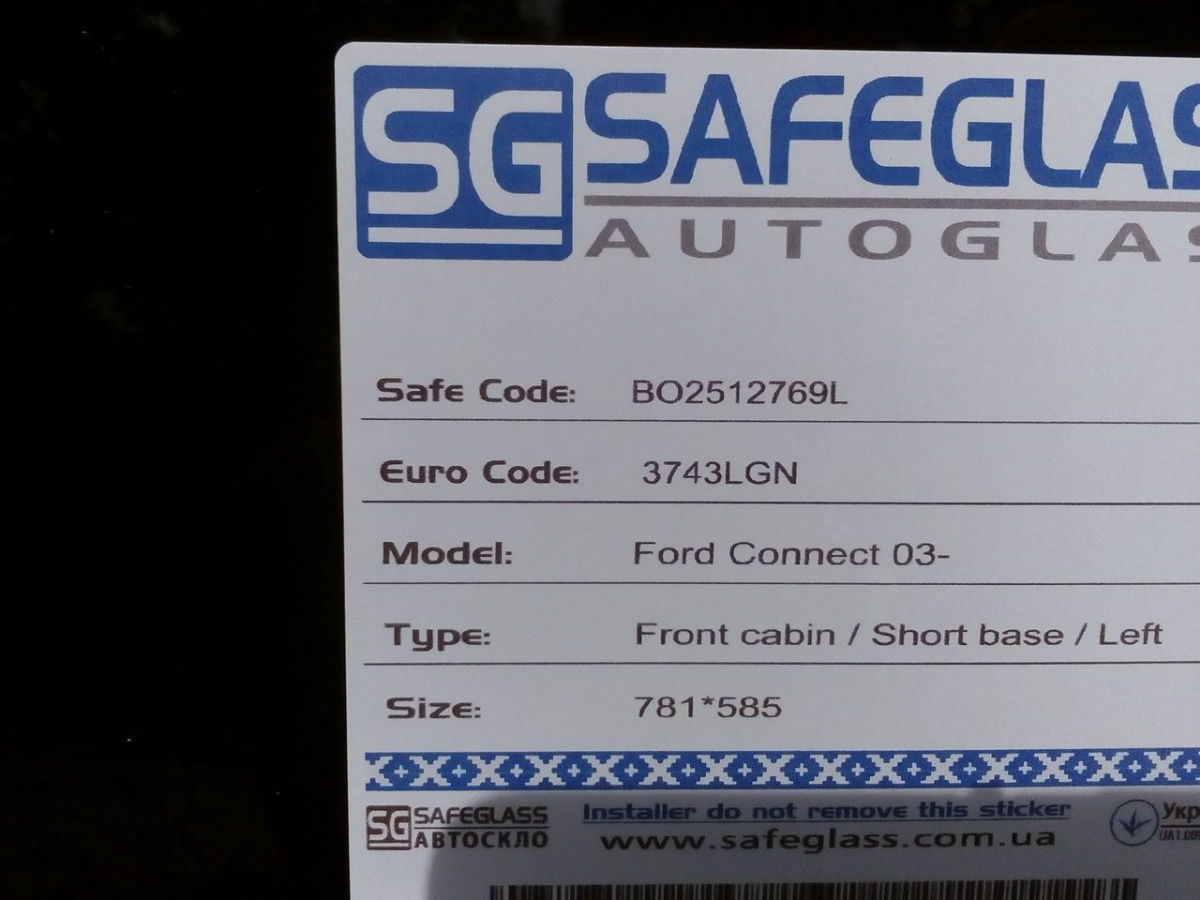 SG SAFEGLAS
AUTOGLAS
Safe Code: BO2512769L
Euro Code: 3743LGN
Model: Ford Connect 03-
Type: Front cabin / Short base / Left
Size: 781*585
SG SAFEGLASS Installer do not remove this sticker Укр
АВТОСКЛО www.safeglass.com.ua